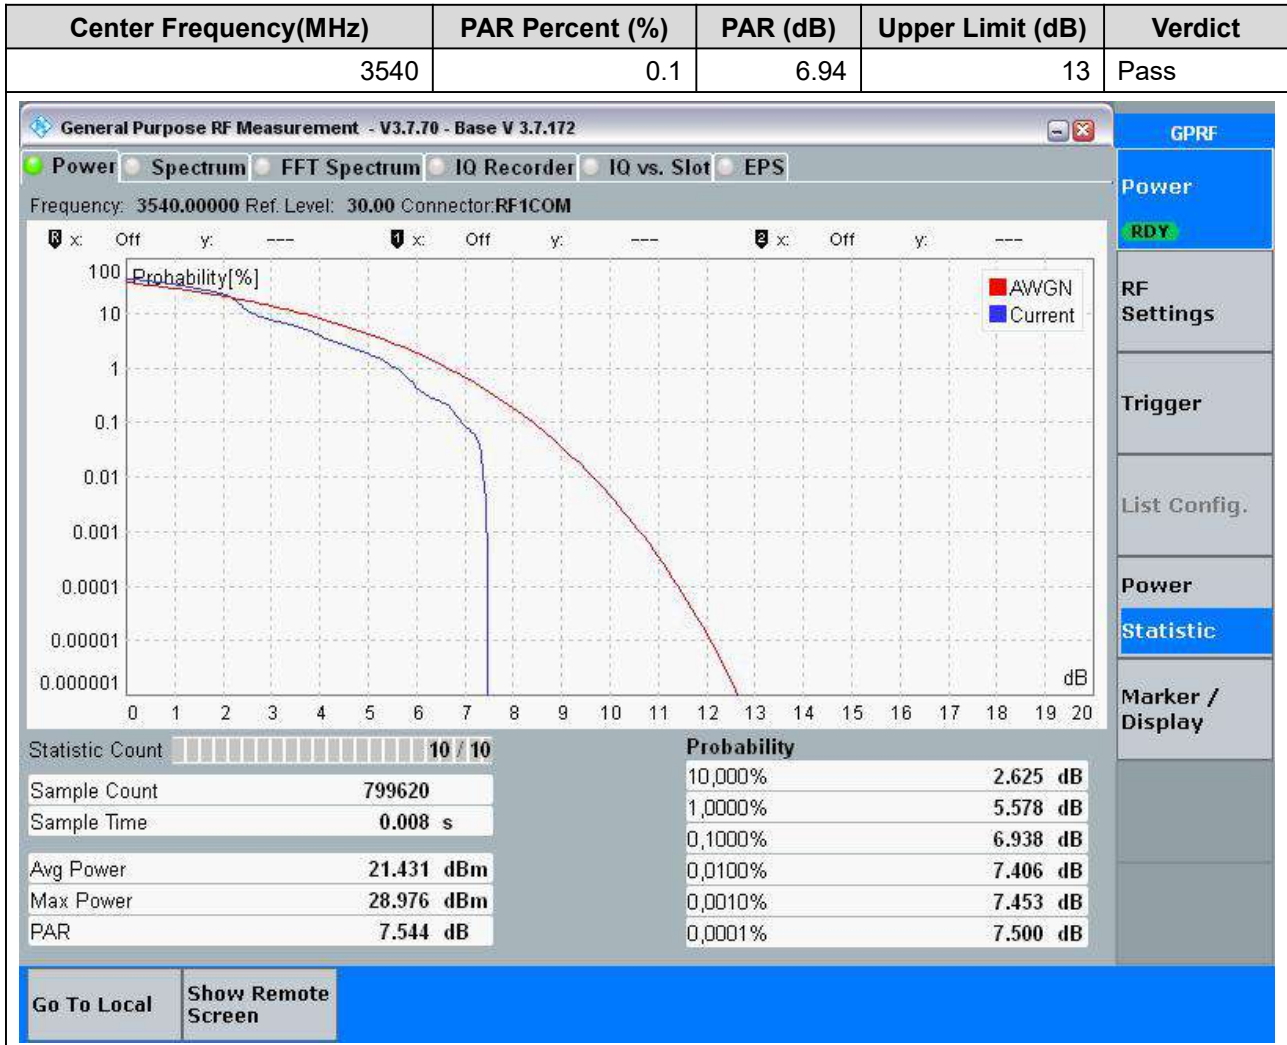 Center Frequency(MHz) PAR Percent (%) PAR (dB) Upper Limit (dB) Verdict
3540 0.1 6.94 13 Pass
General Purpose RF Measurement - V3.7.70 - Base V 3.7.172
GPRF
Power Spectrum FFT Spectrum IQ Recorder IQ vs. Slot EPS
Power
RDY
Frequency: 3540.00000 Ref. Level: 30.00 Connector:RF1COM
R x: Off y: --- 1 x: Off y: --- 2 x: Off y: ---
Probability[%]
AWGN
Current
100
10
1
0.1
0.01
0.001
0.0001
0.00001
0.000001
dB
0 1 2 3 4 5 6 7 8 9 10 11 12 13 14 15 16 17 18 19 20
RF
Settings
Trigger
List Config.
Power
Statistic
Marker /
Display
Statistic Count 10 / 10
Sample Count 799620
Sample Time 0.008 s
Avg Power 21.431 dBm
Max Power 28.976 dBm
PAR 7.544 dB
Probability
10,000% 2.625 dB
1,0000% 5.578 dB
0,1000% 6.938 dB
0,0100% 7.406 dB
0,0010% 7.453 dB
0,0001% 7.500 dB
Go To Local
Show Remote
Screen